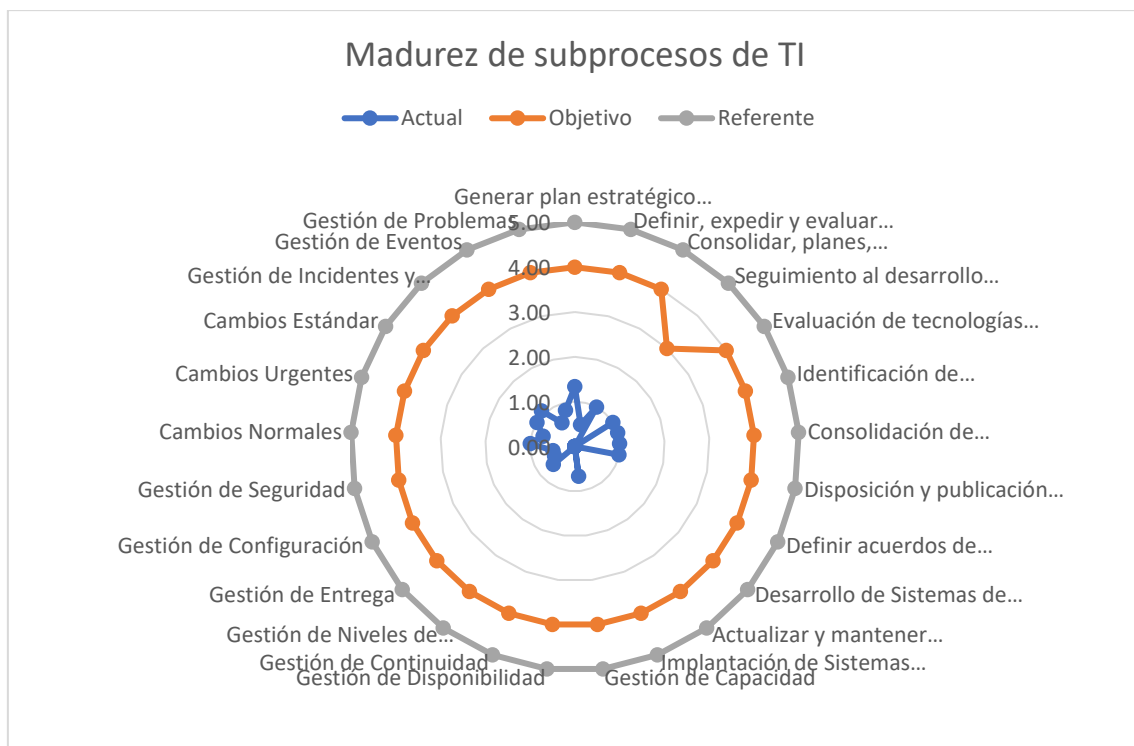 Madurez de subprocesos de TI
Actual Objetivo Referente
Generar plan estratégico...
Definir, expedir y evaluar...
Consolidar, planes,...
Seguimiento al desarrollo...
Evaluación de tecnologías...
Identificación de...
Consolidación de...
Disposición y publicación...
Definir acuerdos de...
Desarrollo de Sistemas de...
Actualizar y mantener...
Implantación de Sistemas...
Gestión de Capacidad
Gestión de Disponibilidad
Gestión de Continuidad
Gestión de Niveles de...
Gestión de Entrega
Gestión de Configuración
Gestión de Seguridad
Cambios Normales
Cambios Urgentes
Cambios Estándar
Gestión de Incidentes y...
Gestión de Eventos
Gestión de Problemas
5.00
4.00
3.00
2.00
1.00
0.00